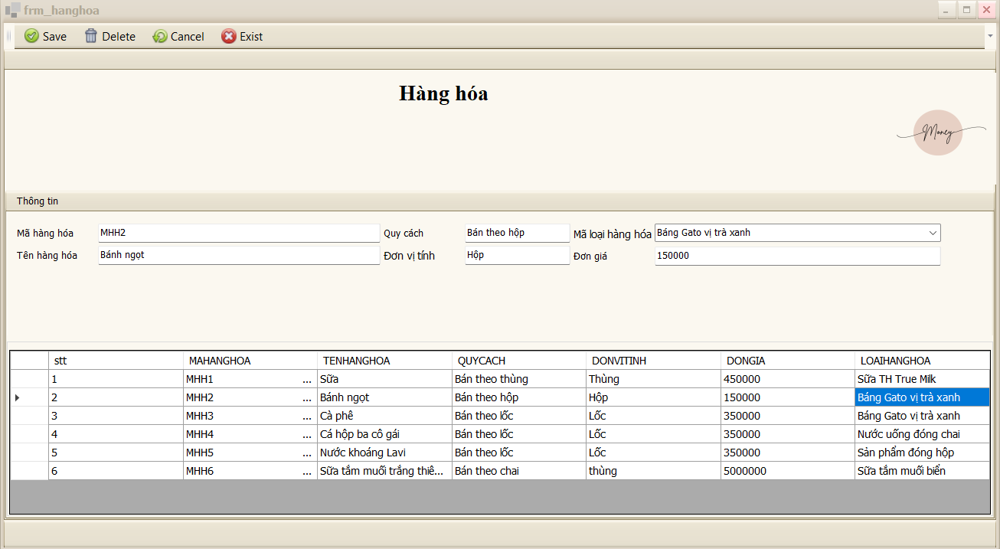 frm_hanghoa
Save Delete Cancel Exist
Hàng hóa
Money
Thông tin
Mã hàng hóa MHH2 Quy cách Bán theo hộp Mã loại hàng hóa Báng Gato vị trà xanh
Tên hàng hóa Bánh ngọt Đơn vị tính Hộp Đơn giá 150000
stt MAHANGHOA TENHANGHOA QUYCACH DONVITINH DONGIA LOAIHANGHOA
1 MHH1 ... Sữa Bán theo thùng Thùng 450000 Sữa TH True Milk
2 MHH2 ... Bánh ngọt Bán theo hộp Hộp 150000 Báng Gato vị trà xanh
3 MHH3 ... Cà phê Bán theo lốc Lốc 350000 Báng Gato vị trà xanh
4 MHH4 ... Cá hộp ba cô gái Bán theo lốc Lốc 350000 Nước uống đóng chai
5 MHH5 ... Nước khoáng Lavi Bán theo lốc Lốc 350000 Sản phẩm đóng hộp
6 MHH6 ... Sữa tắm muối trắng thiê... Bán theo chai thùng 5000000 Sữa tắm muối biển